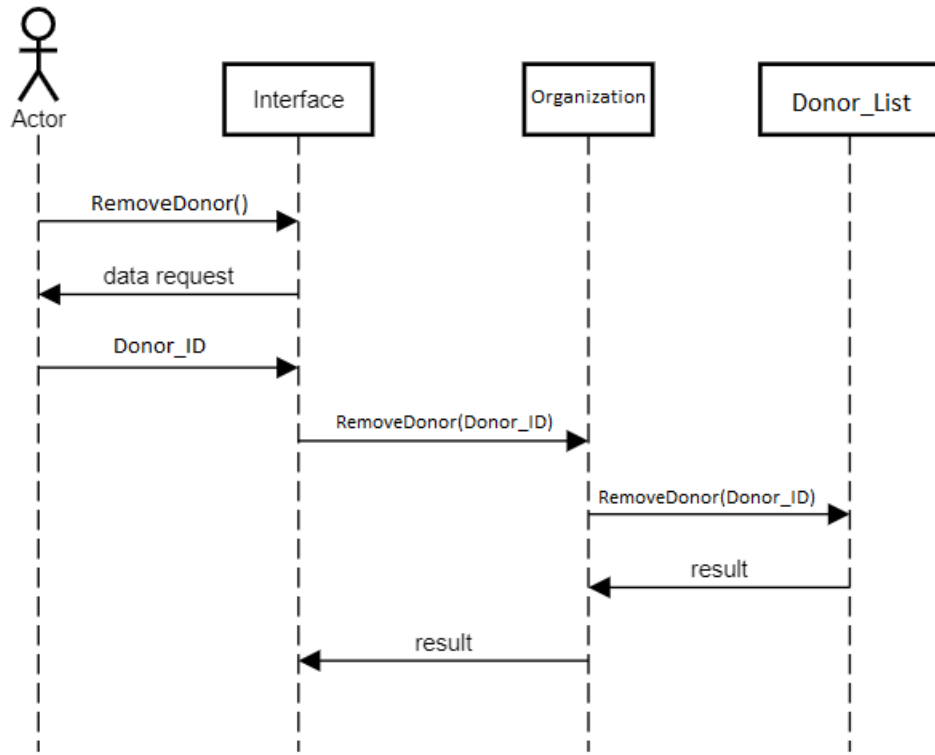 Actor
Interface
Organization
Donor_List
RemoveDonor()
data request
Donor_ID
RemoveDonor(Donor_ID)
RemoveDonor(Donor_ID)
result
result